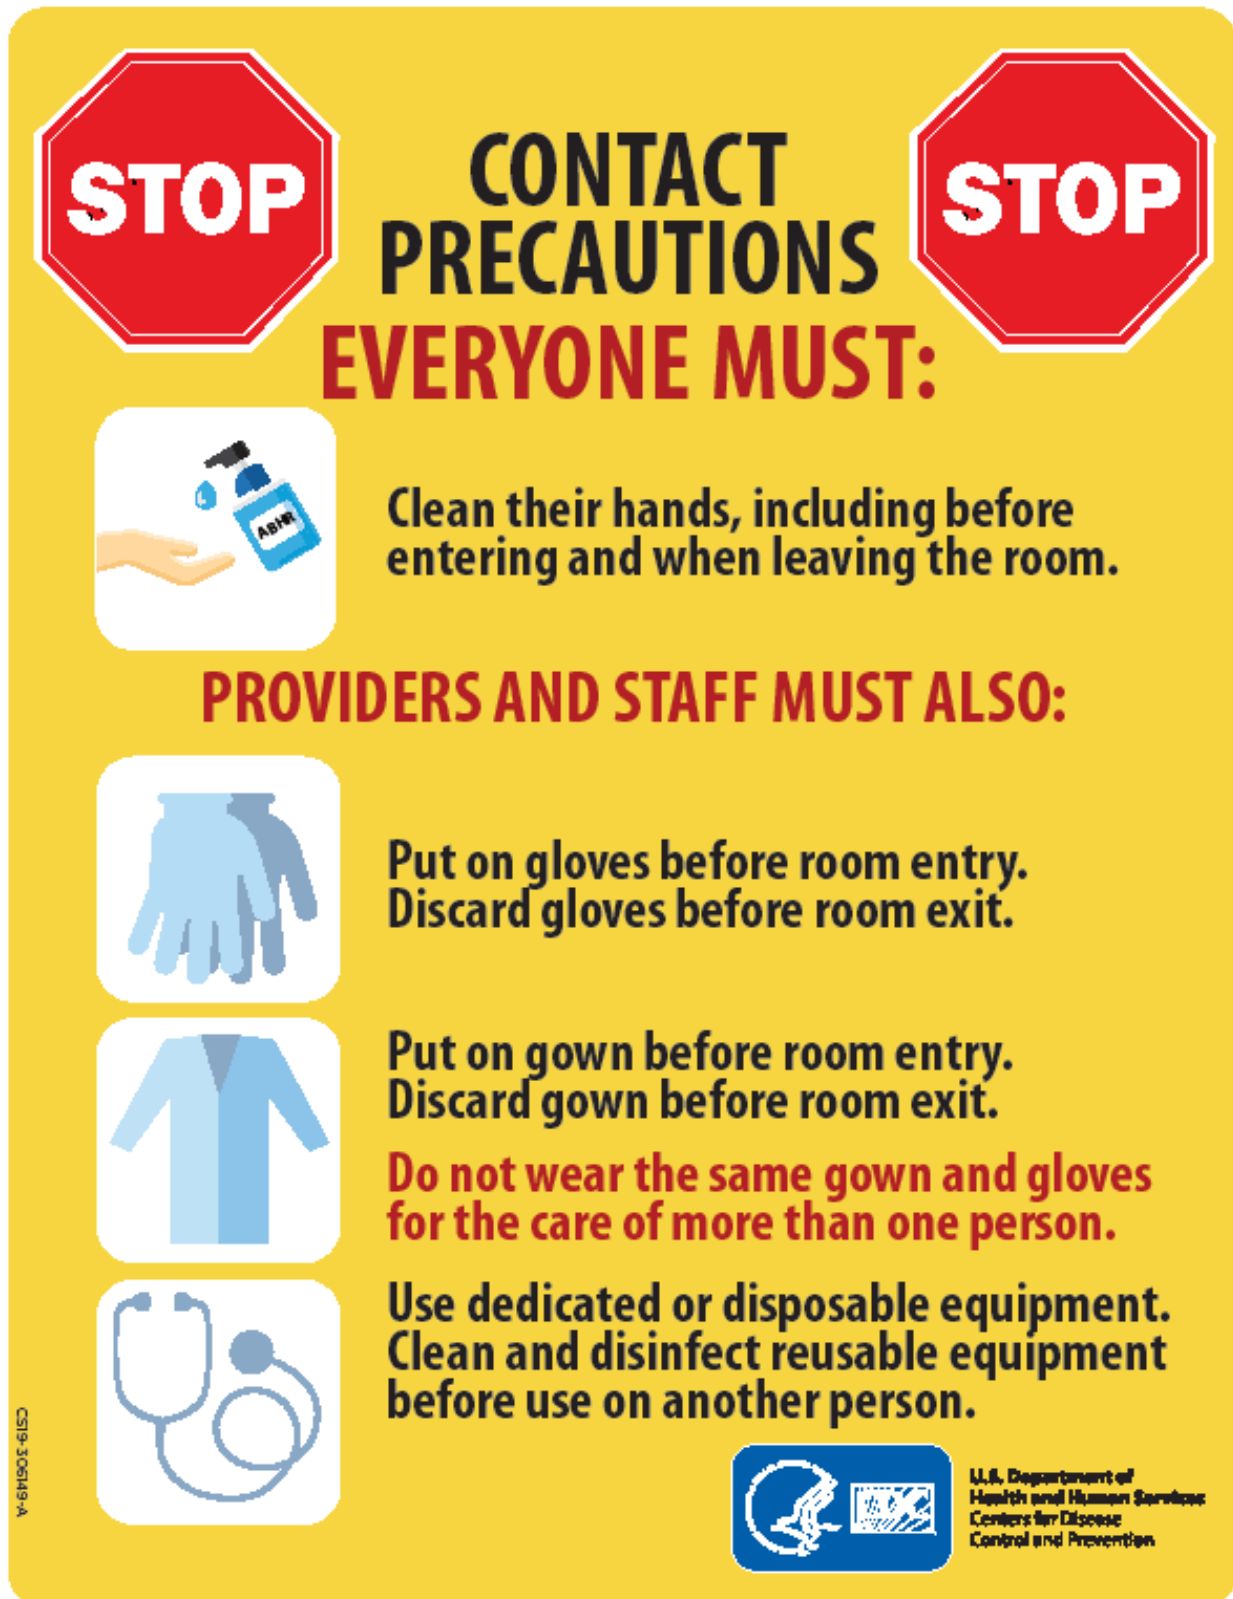 STOP
STOP
CONTACT
PRECAUTIONS
EVERYONE MUST:
ABHR
Clean their hands, including before
entering and when leaving the room.
PROVIDERS AND STAFF MUST ALSO:
Put on gloves before room entry.
Discard gloves before room exit.
Put on gown before room entry.
Discard gown before room exit.
Do not wear the same gown and gloves
for the care of more than one person.
Use dedicated or disposable equipment.
Clean and disinfect reusable equipment
before use on another person.
CDC
U.S. Department of
Health and Human Services
Centers for Disease
Control and Prevention
CS19-306149-A